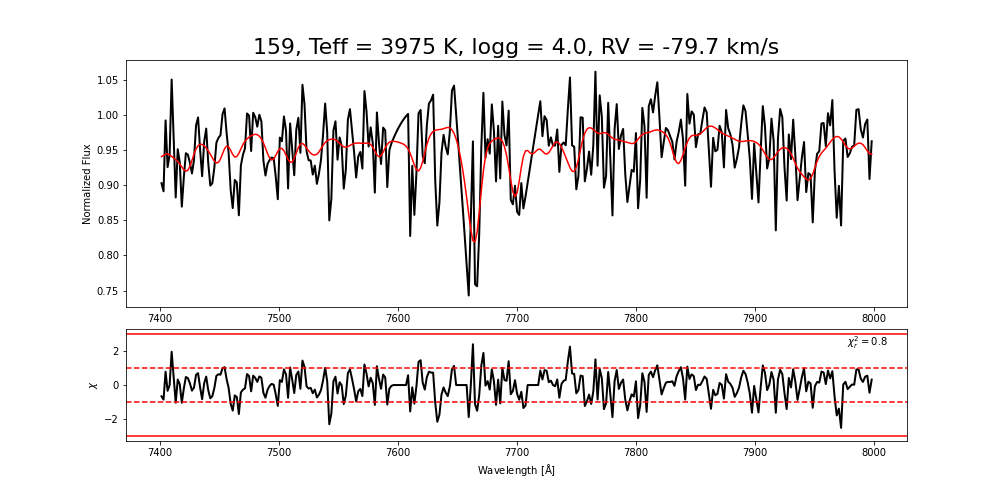 159, Teff = 3975 K, logg = 4.0, RV = -79.7 km/s
Normalized Flux
1.05
1.00
0.95
0.90
0.85
0.80
0.75
7400 7500 7600 7700 7800 7900 8000
χ
2
0
−2
χ²ᵣ = 0.8
7400 7500 7600 7700 7800 7900 8000
Wavelength [Å]